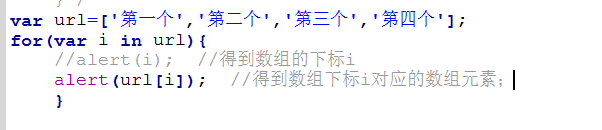 var url=['第一个','第二个','第三个','第四个'];
for(var i in url){
//alert(i);  //得到数组的下标i
alert(url[i]);  //得到数组下标i对应的数组元素;
}